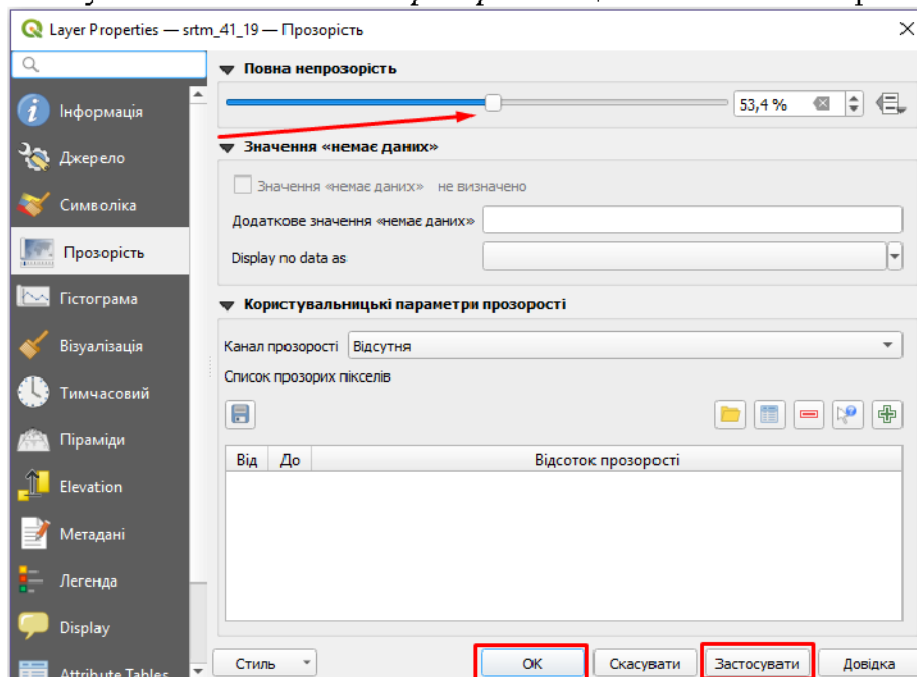 Layer Properties — srtm_41_19 — Прозорість
Повна непрозорість
Інформація
53,4 %
Значення «немає даних»
Джерело
Значення «немає даних» не визначено
Символіка
Додаткове значення «немає даних»
Прозорість
Display no data as
Гістограма
Користувальницькі параметри прозорості
Візуалізація
Канал прозорості Відсутня
Список прозорих пікселів
Тимчасовий
Піраміди
Від До Відсоток прозорості
Elevation
Метадані
Легенда
Display
Стиль OK Скасувати Застосувати Довідка
Attribute Tables